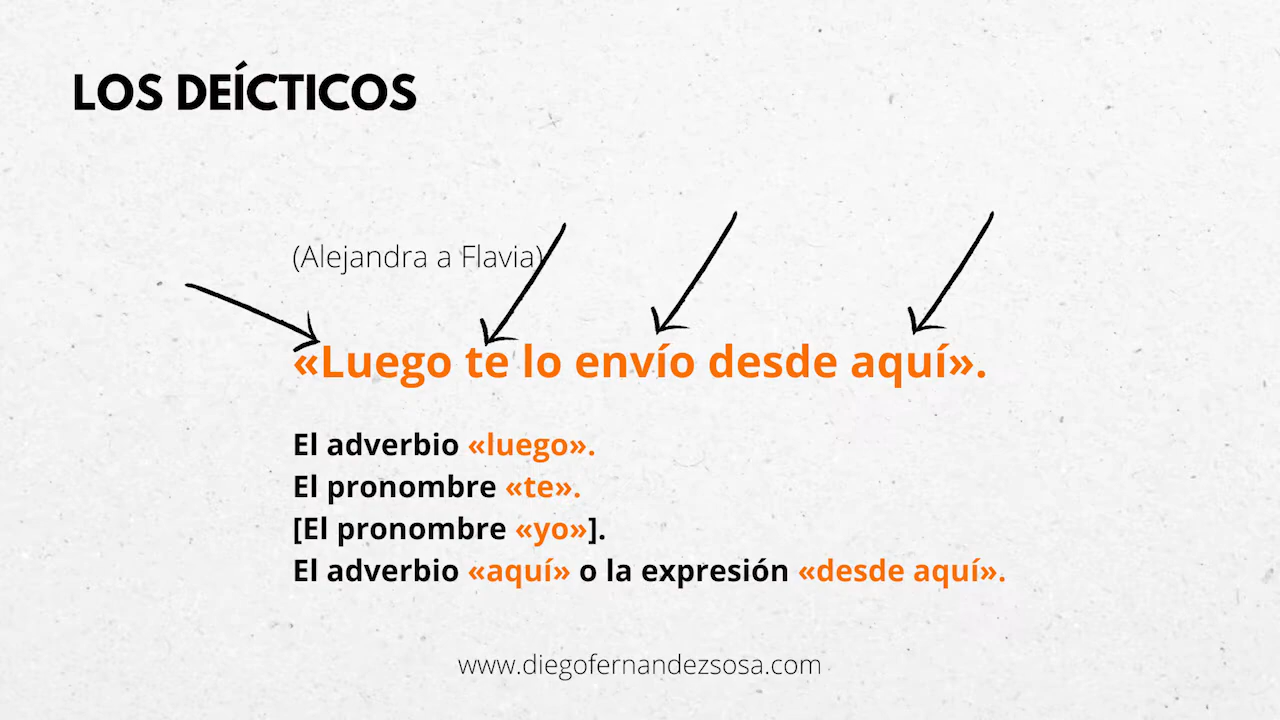 LOS DEÍCTICOS
(Alejandra a Flavia)
«Luego te lo envío desde aquí».
El adverbio «luego».
El pronombre «te».
[El pronombre «yo»].
El adverbio «aquí» o la expresión «desde aquí».
www.diegofernandezsosa.com